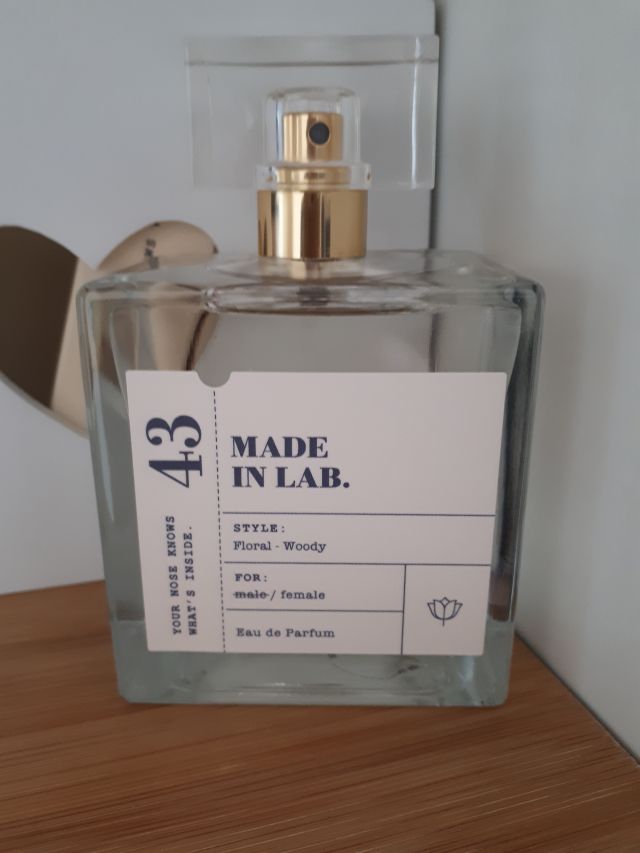 43
YOUR NOSE KNOWS
WHAT'S INSIDE.
MADE
IN LAB.
STYLE:
Floral - Woody
FOR:
male / female
Eau de Parfum